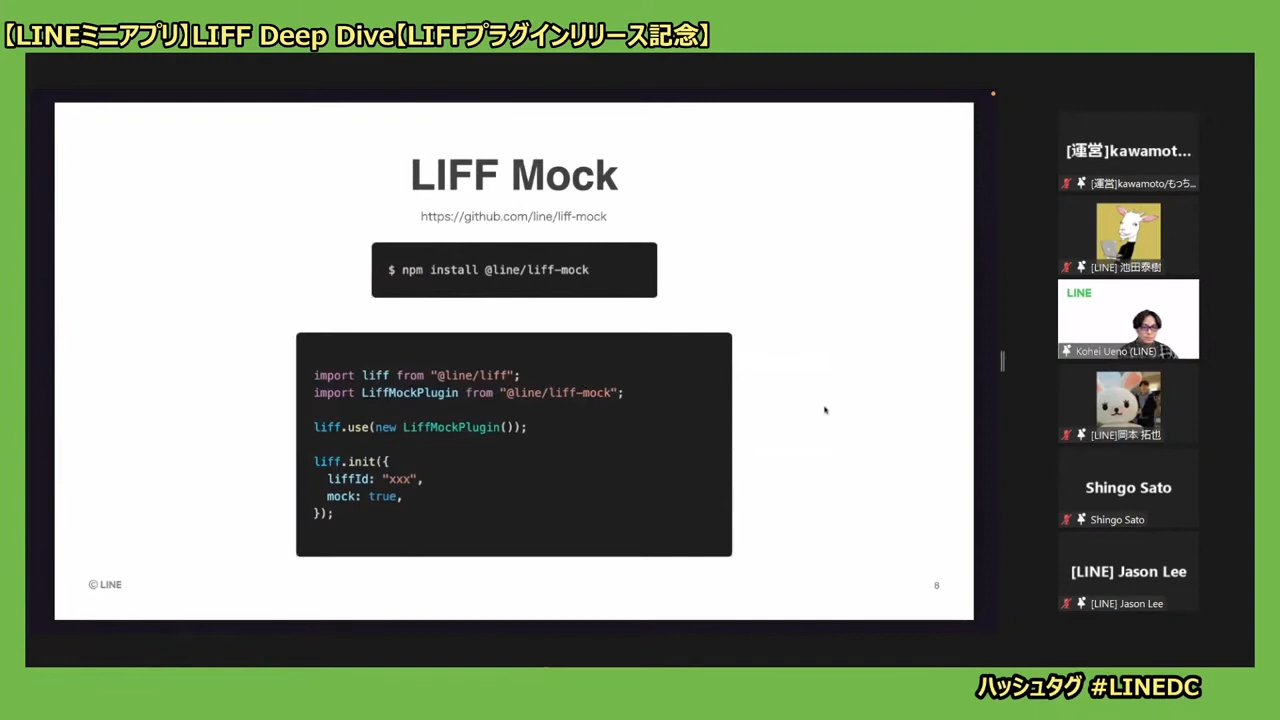 【LINEミニアプリ】LIFF Deep Dive【LIFFプラグインリリース記念】
LIFF Mock
https://github.com/line/liff-mock
$ npm install @line/liff-mock
import liff from "@line/liff";
import LiffMockPlugin from "@line/liff-mock";
liff.use(new LiffMockPlugin());
liff.init({
  liffId: "xxx",
  mock: true,
});
© LINE
8
[運営]kawamot...
[運営]kawamoto/もっち...
[LINE] 池田泰樹
LINE
Kohei Ueno (LINE)
[LINE]岡本 拓也
Shingo Sato
Shingo Sato
[LINE] Jason Lee
[LINE] Jason Lee
ハッシュタグ #LINEDC